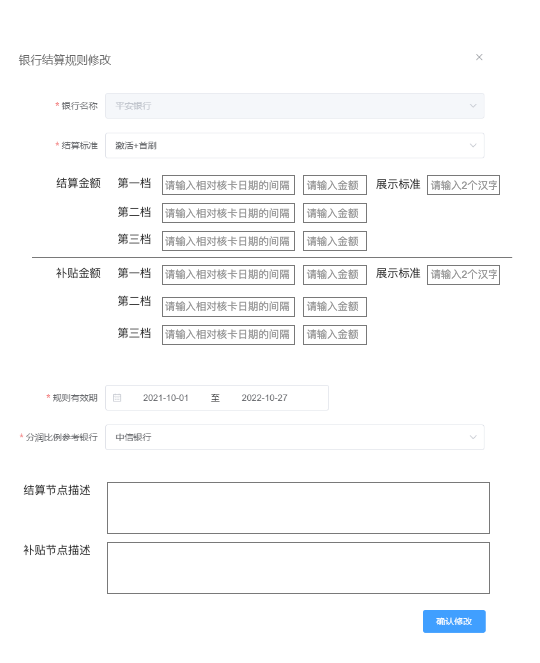 银行结算规则修改 ×
* 银行名称 平安银行
* 结算标准 激活+首刷
结算金额 第一档 请输入相对核卡日期的间隔 请输入金额 展示标准 请输入2个汉字
第二档 请输入相对核卡日期的间隔 请输入金额
第三档 请输入相对核卡日期的间隔 请输入金额
补贴金额 第一档 请输入相对核卡日期的间隔 请输入金额 展示标准 请输入2个汉字
第二档 请输入相对核卡日期的间隔 请输入金额
第三档 请输入相对核卡日期的间隔 请输入金额
* 规则有效期 2021-10-01 至 2022-10-27
* 分润比例参考银行 中信银行
结算节点描述
补贴节点描述
确认修改